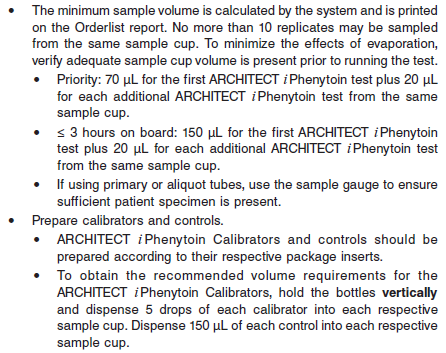 • The minimum sample volume is calculated by the system and is printed
on the Orderlist report. No more than 10 replicates may be sampled
from the same sample cup. To minimize the effects of evaporation,
verify adequate sample cup volume is present prior to running the test.
• Priority: 70 µL for the first ARCHITECT iPhenytoin test plus 20 µL
for each additional ARCHITECT iPhenytoin test from the same
sample cup.
• ≤ 3 hours on board: 150 µL for the first ARCHITECT iPhenytoin
test plus 20 µL for each additional ARCHITECT iPhenytoin test
from the same sample cup.
• If using primary or aliquot tubes, use the sample gauge to ensure
sufficient patient specimen is present.
• Prepare calibrators and controls.
• ARCHITECT iPhenytoin Calibrators and controls should be
prepared according to their respective package inserts.
• To obtain the recommended volume requirements for the
ARCHITECT iPhenytoin Calibrators, hold the bottles vertically
and dispense 5 drops of each calibrator into each respective
sample cup. Dispense 150 µL of each control into each respective
sample cup.